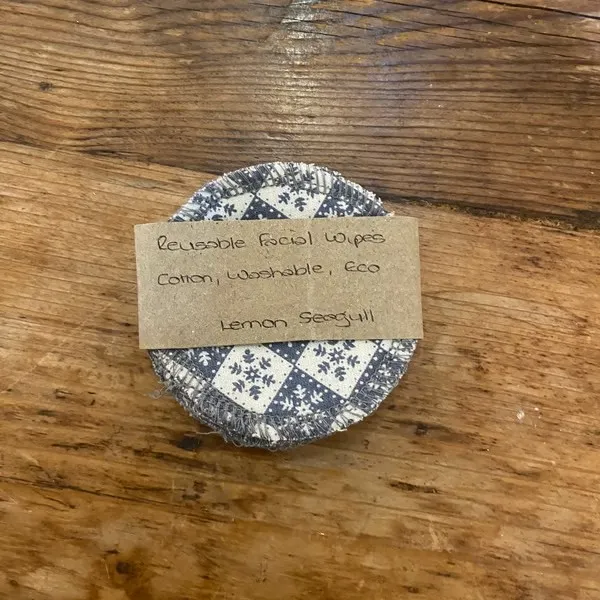 Reusable Facial Wipes
Cotton, Washable, Eco
Lemon Seagull